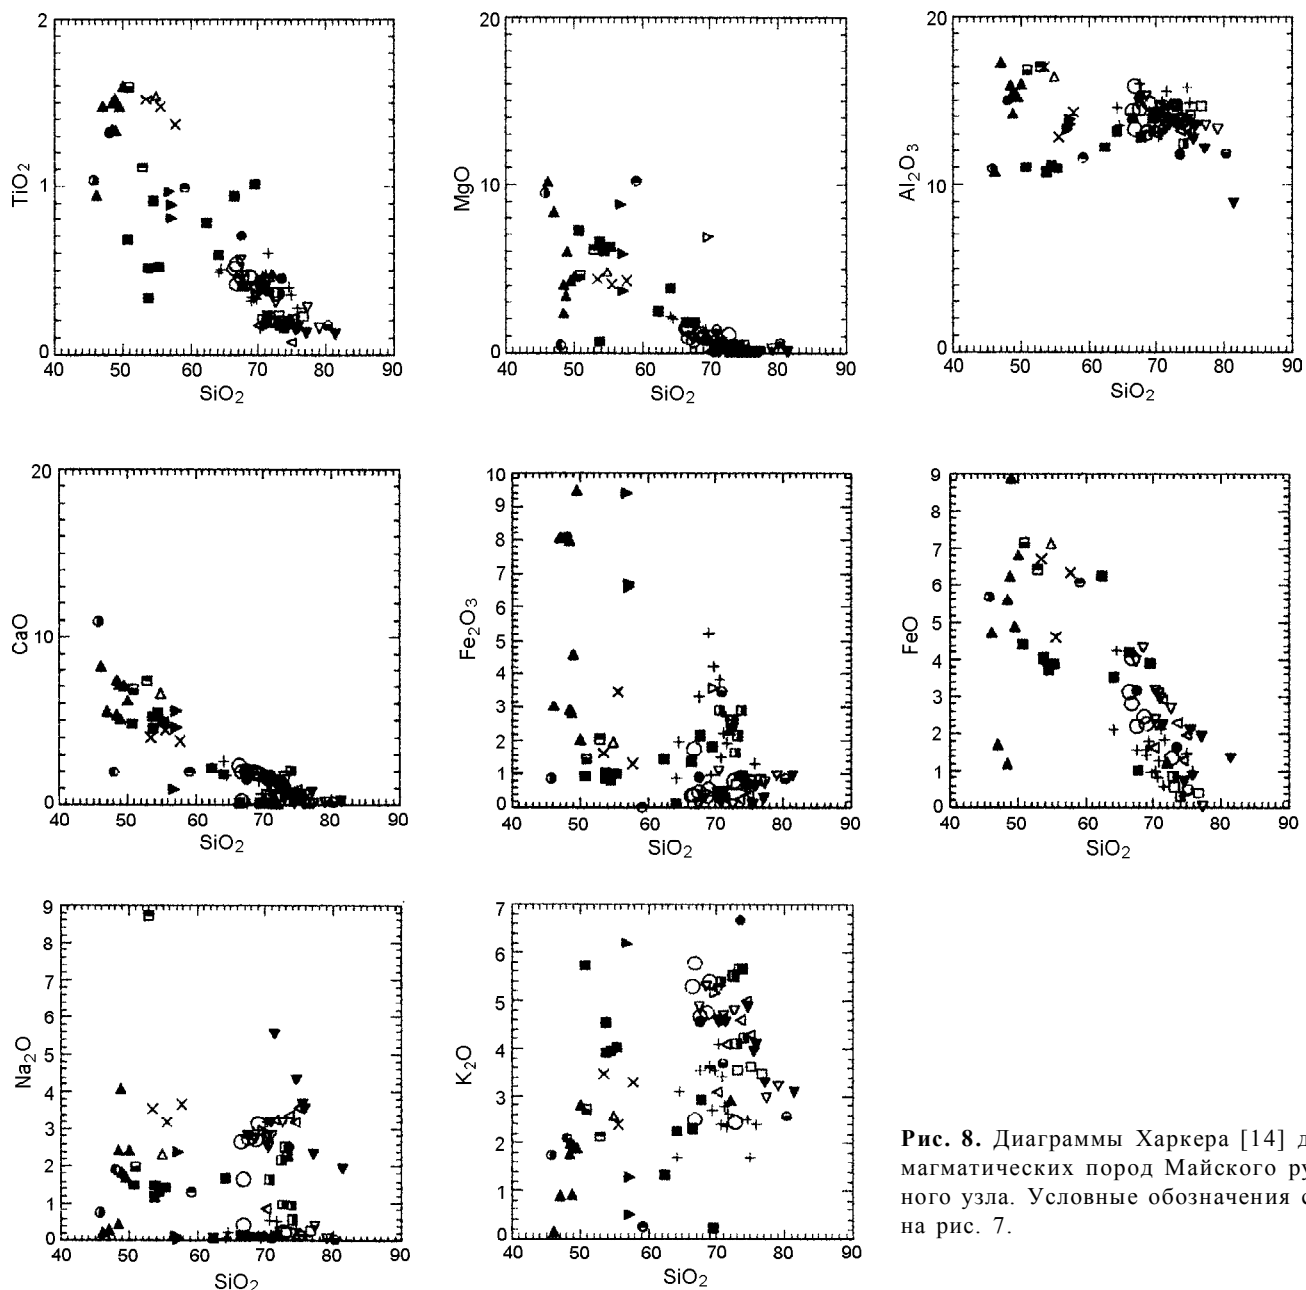 2
1
0
TiO2
40 50 60 70 80 90
SiO2
20
10
0
MgO
40 50 60 70 80 90
SiO2
20
10
0
Al2O3
40 50 60 70 80 90
SiO2
20
10
0
CaO
40 50 60 70 80 90
SiO2
10
9
8
7
6
5
4
3
2
1
0
Fe2O3
40 50 60 70 80 90
SiO2
9
8
7
6
5
4
3
2
1
0
FeO
40 50 60 70 80 90
SiO2
9
8
7
6
5
4
3
2
1
0
Na2O
40 50 60 70 80 90
SiO2
7
6
5
4
3
2
1
0
K2O
40 50 60 70 80 90
SiO2
Рис. 8. Диаграммы Харкера [14] д
магматических пород Майского ру
ного узла. Условные обозначения с
на рис. 7.